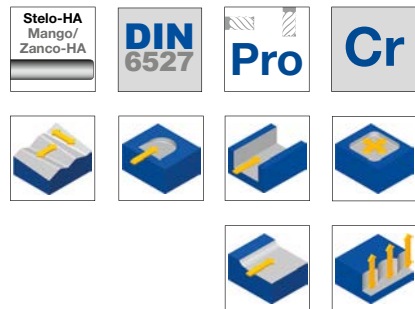 Stelo-HA
Mango/
Zanco-HA
DIN
6527
Pro
Cr